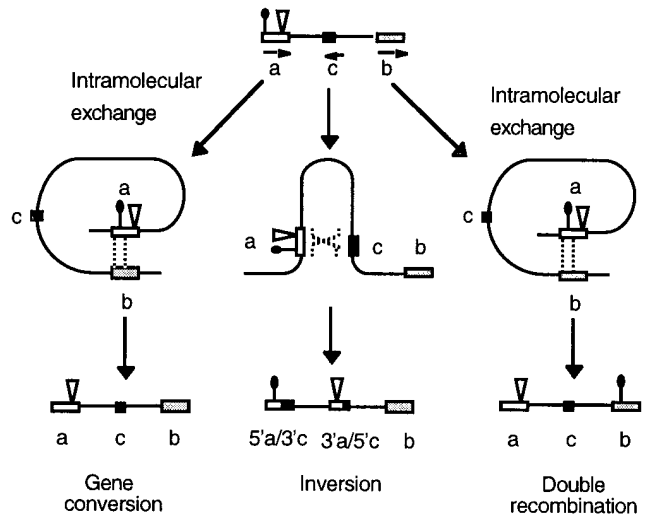 a c b
Intramolecular
exchange
Intramolecular
exchange
a
c
b
a c b
a
c
b
a c b
5'a/3'c 3'a/5'c b
a c b
Gene
conversion
Inversion
Double
recombination